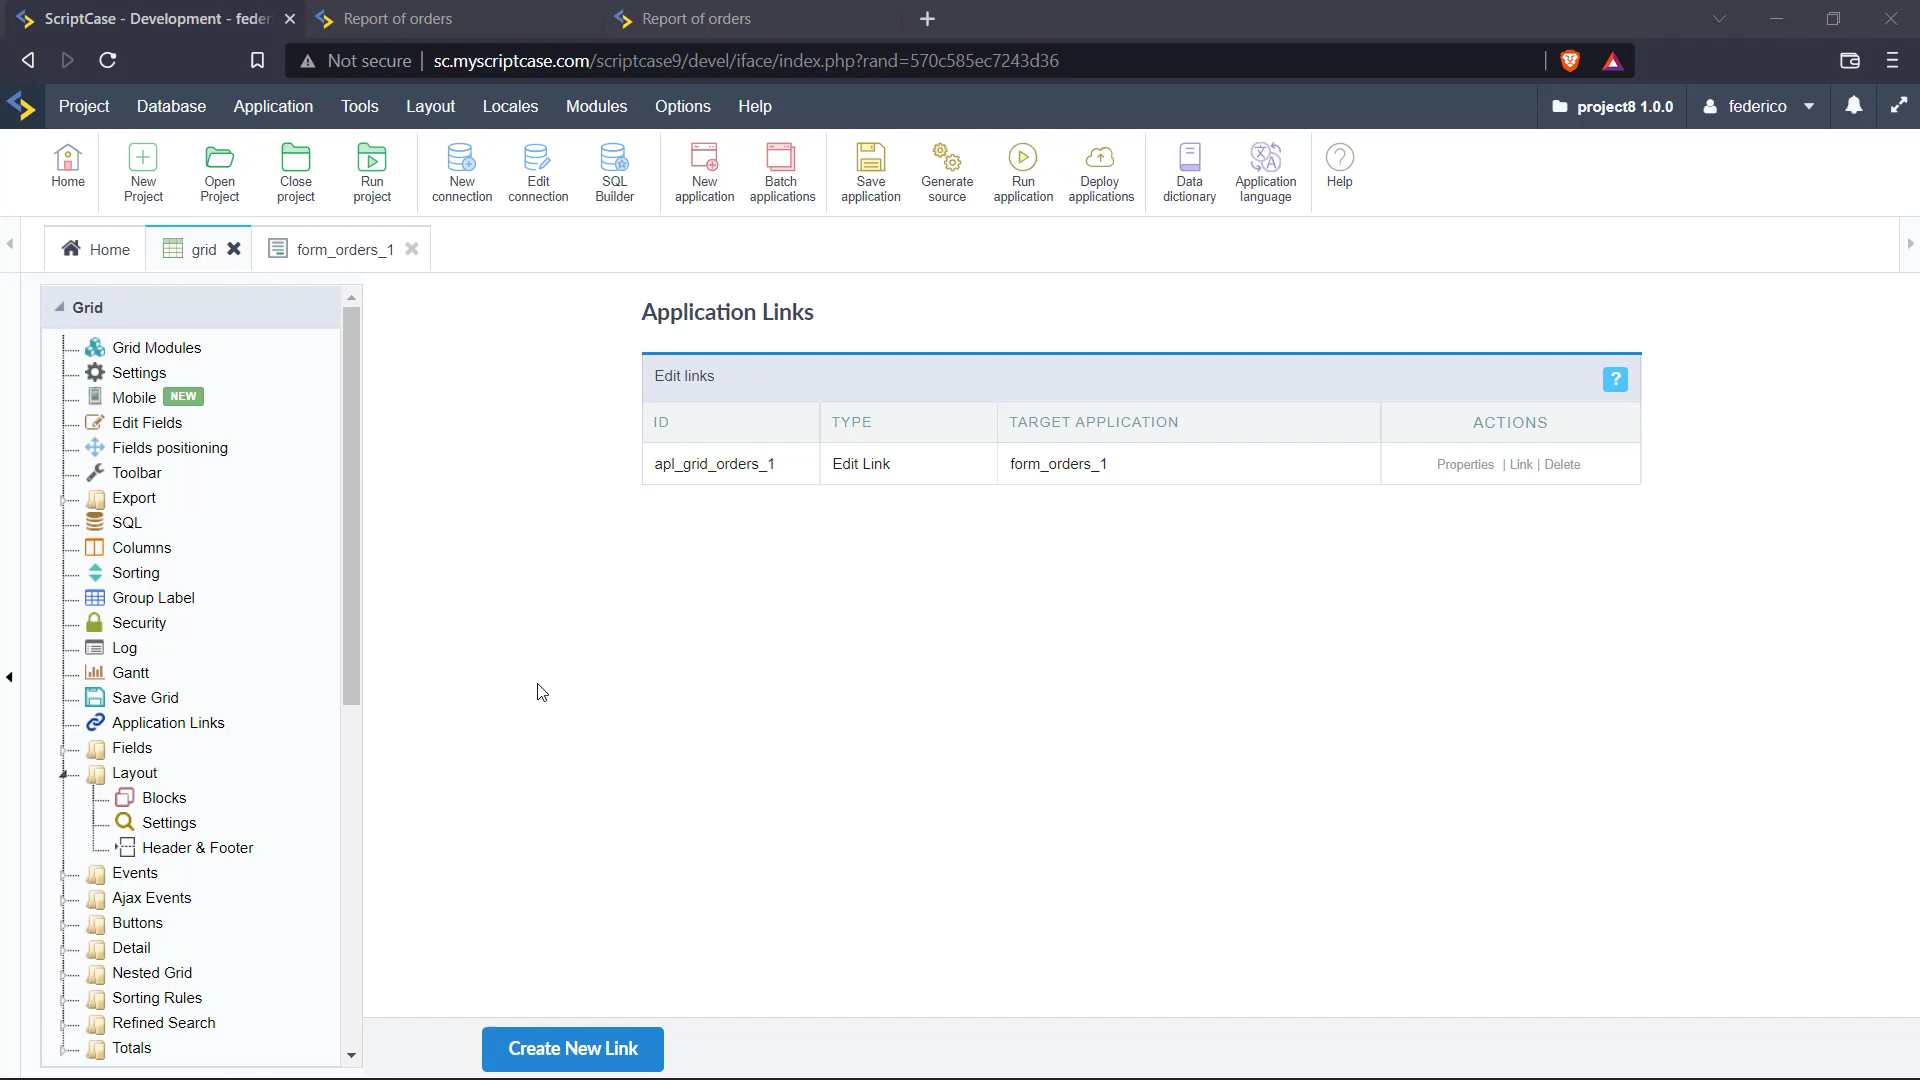 ScriptCase - Development - feder
Report of orders
Report of orders
Not secure
sc.myscriptcase.com/scriptcase9/devel/iface/index.php?rand=570c585ec7243d36
Project
Database
Application
Tools
Layout
Locales
Modules
Options
Help
project8 1.0.0
federico
Home
New
Project
Open
Project
Close
project
Run
project
New
connection
Edit
connection
SQL
Builder
New
application
Batch
applications
Save
application
Generate
source
Run
application
Deploy
applications
Data
dictionary
Application
language
Help
Home
grid
form_orders_1
Grid
Grid Modules
Settings
Mobile NEW
Edit Fields
Fields positioning
Toolbar
Export
SQL
Columns
Sorting
Group Label
Security
Log
Gantt
Save Grid
Application Links
Fields
Layout
Blocks
Settings
Header & Footer
Events
Ajax Events
Buttons
Detail
Nested Grid
Sorting Rules
Refined Search
Totals
Application Links
Edit links
?
ID TYPE TARGET APPLICATION ACTIONS
apl_grid_orders_1 Edit Link form_orders_1 Properties | Link | Delete
Create New Link